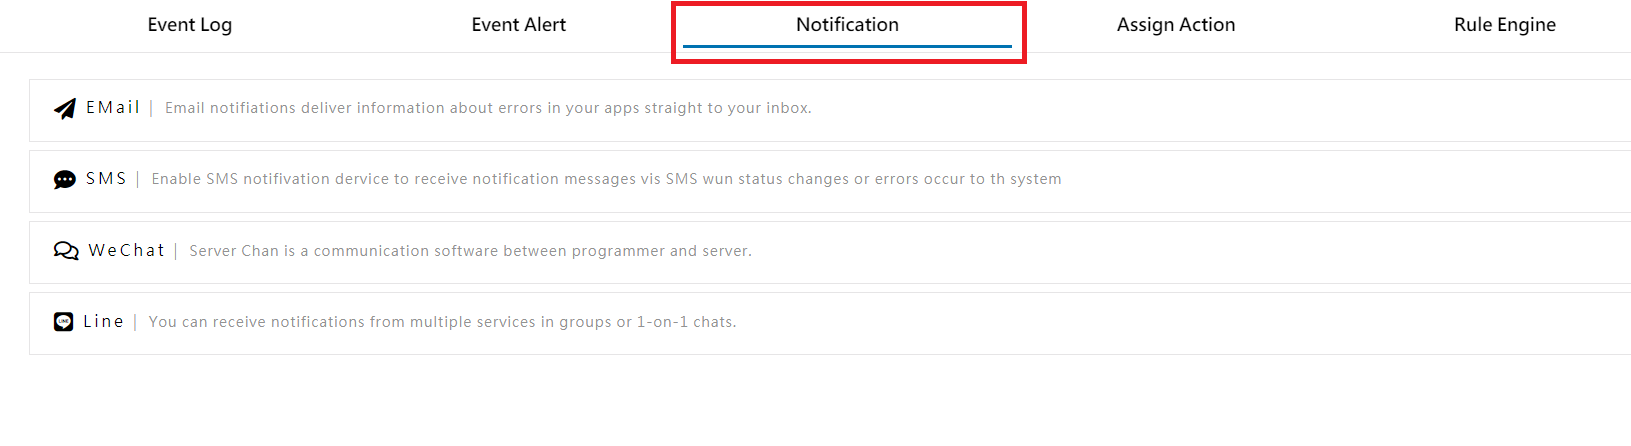 Event Log Event Alert Notification Assign Action Rule Engine
EMail | Email notifiations deliver information about errors in your apps straight to your inbox.
SMS | Enable SMS notifivation dervice to receive notification messages vis SMS wun status changes or errors occur to th system
WeChat | Server Chan is a communication software between programmer and server.
LINE Line | You can receive notifications from multiple services in groups or 1-on-1 chats.